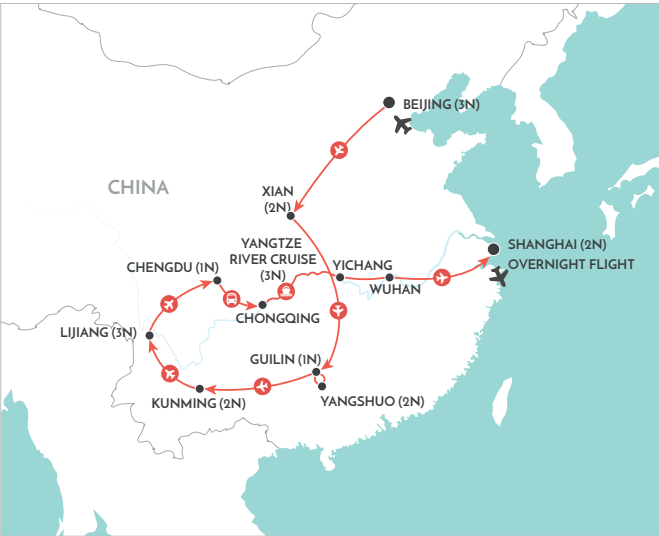 BEIJING (3N)
CHINA
XIAN
(2N)
YANGTZE
RIVER CRUISE
(3N)
SHANGHAI (2N)
OVERNIGHT FLIGHT
YICHANG
WUHAN
CHENGDU (1N)
CHONGQING
LIJIANG (3N)
GUILIN (1N)
YANGSHUO (2N)
KUNMING (2N)